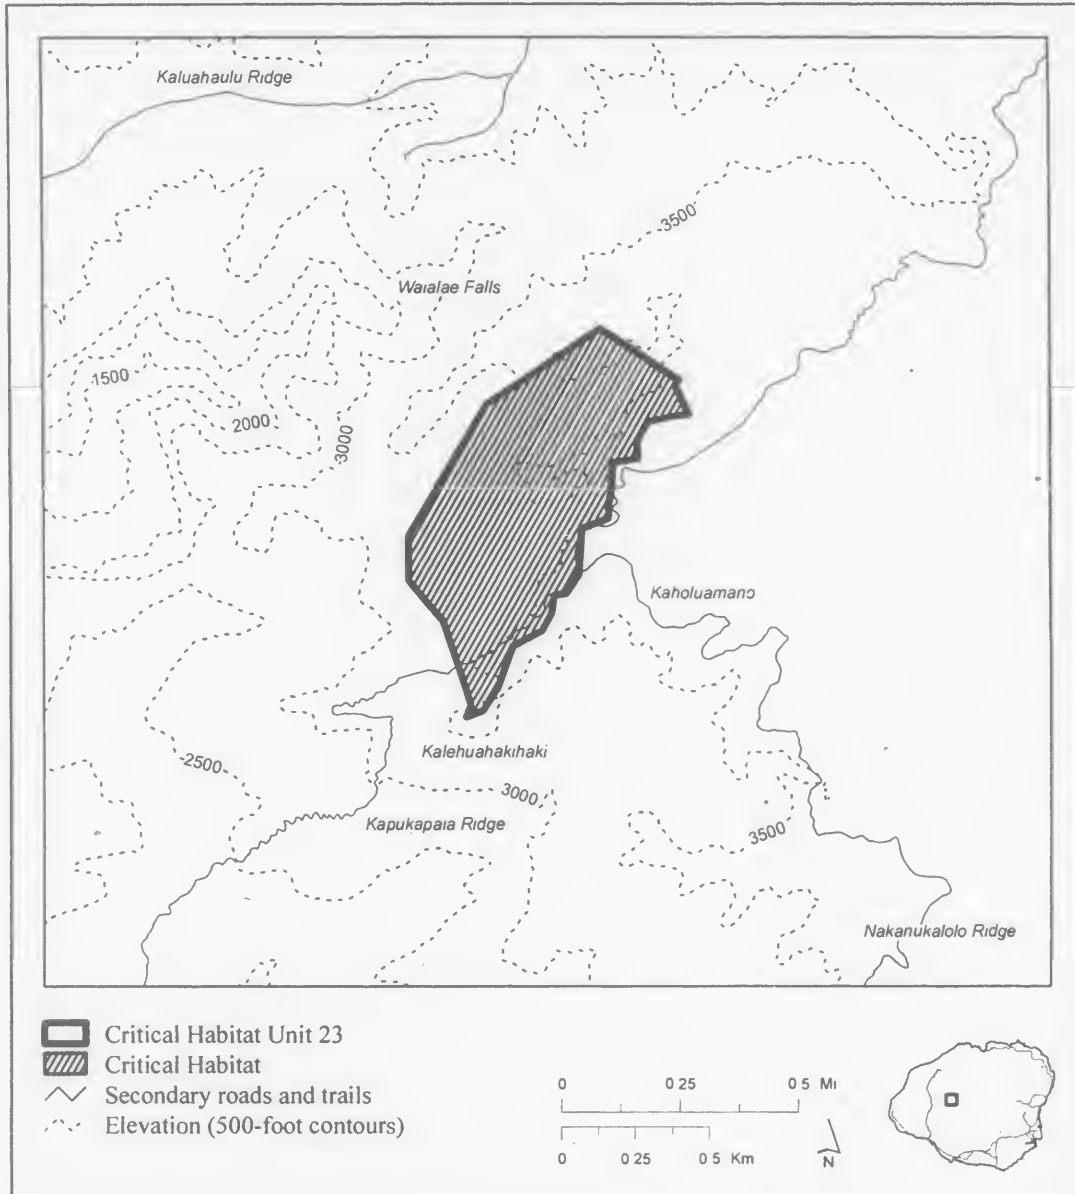 Kaluahaulu Ridge
3500
Waialae Falls
1500
2000
3000
Kaholuamano
Kalehuahakihaki
2500
3000
Kapukapaia Ridge
3500
Nakanukalolo Ridge
Critical Habitat Unit 23
Critical Habitat
Secondary roads and trails
Elevation (500-foot contours)
0 0 25 0 5 Mi
0 0 25 0 5 Km
N